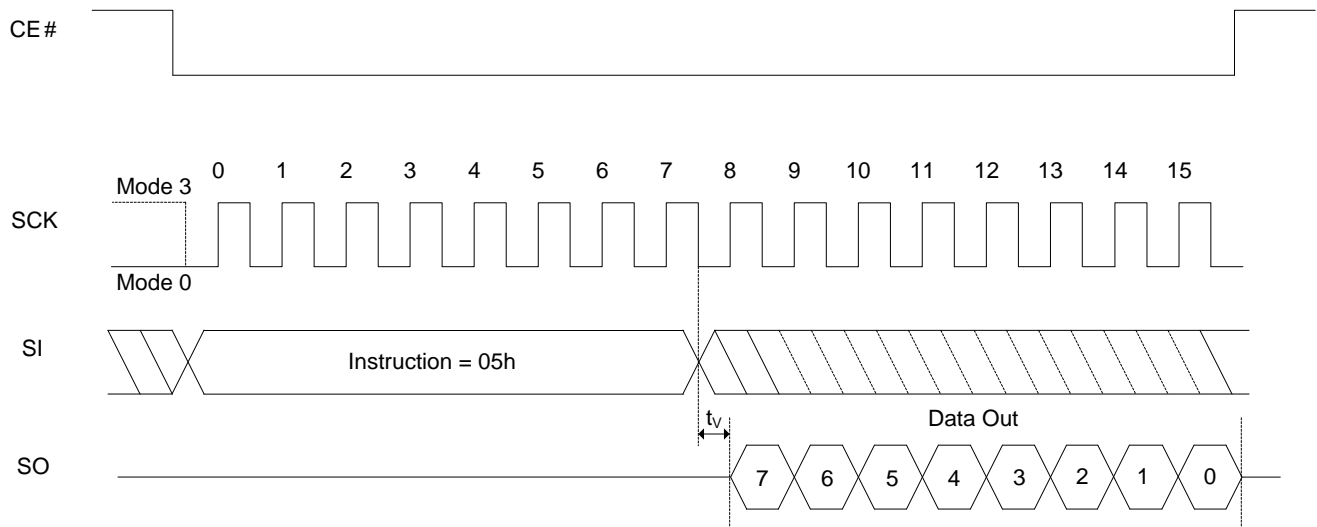 CE#
0 1 2 3 4 5 6 7 8 9 10 11 12 13 14 15
Mode 3
SCK
Mode 0
SI
Instruction = 05h
tV
Data Out
SO
7 6 5 4 3 2 1 0